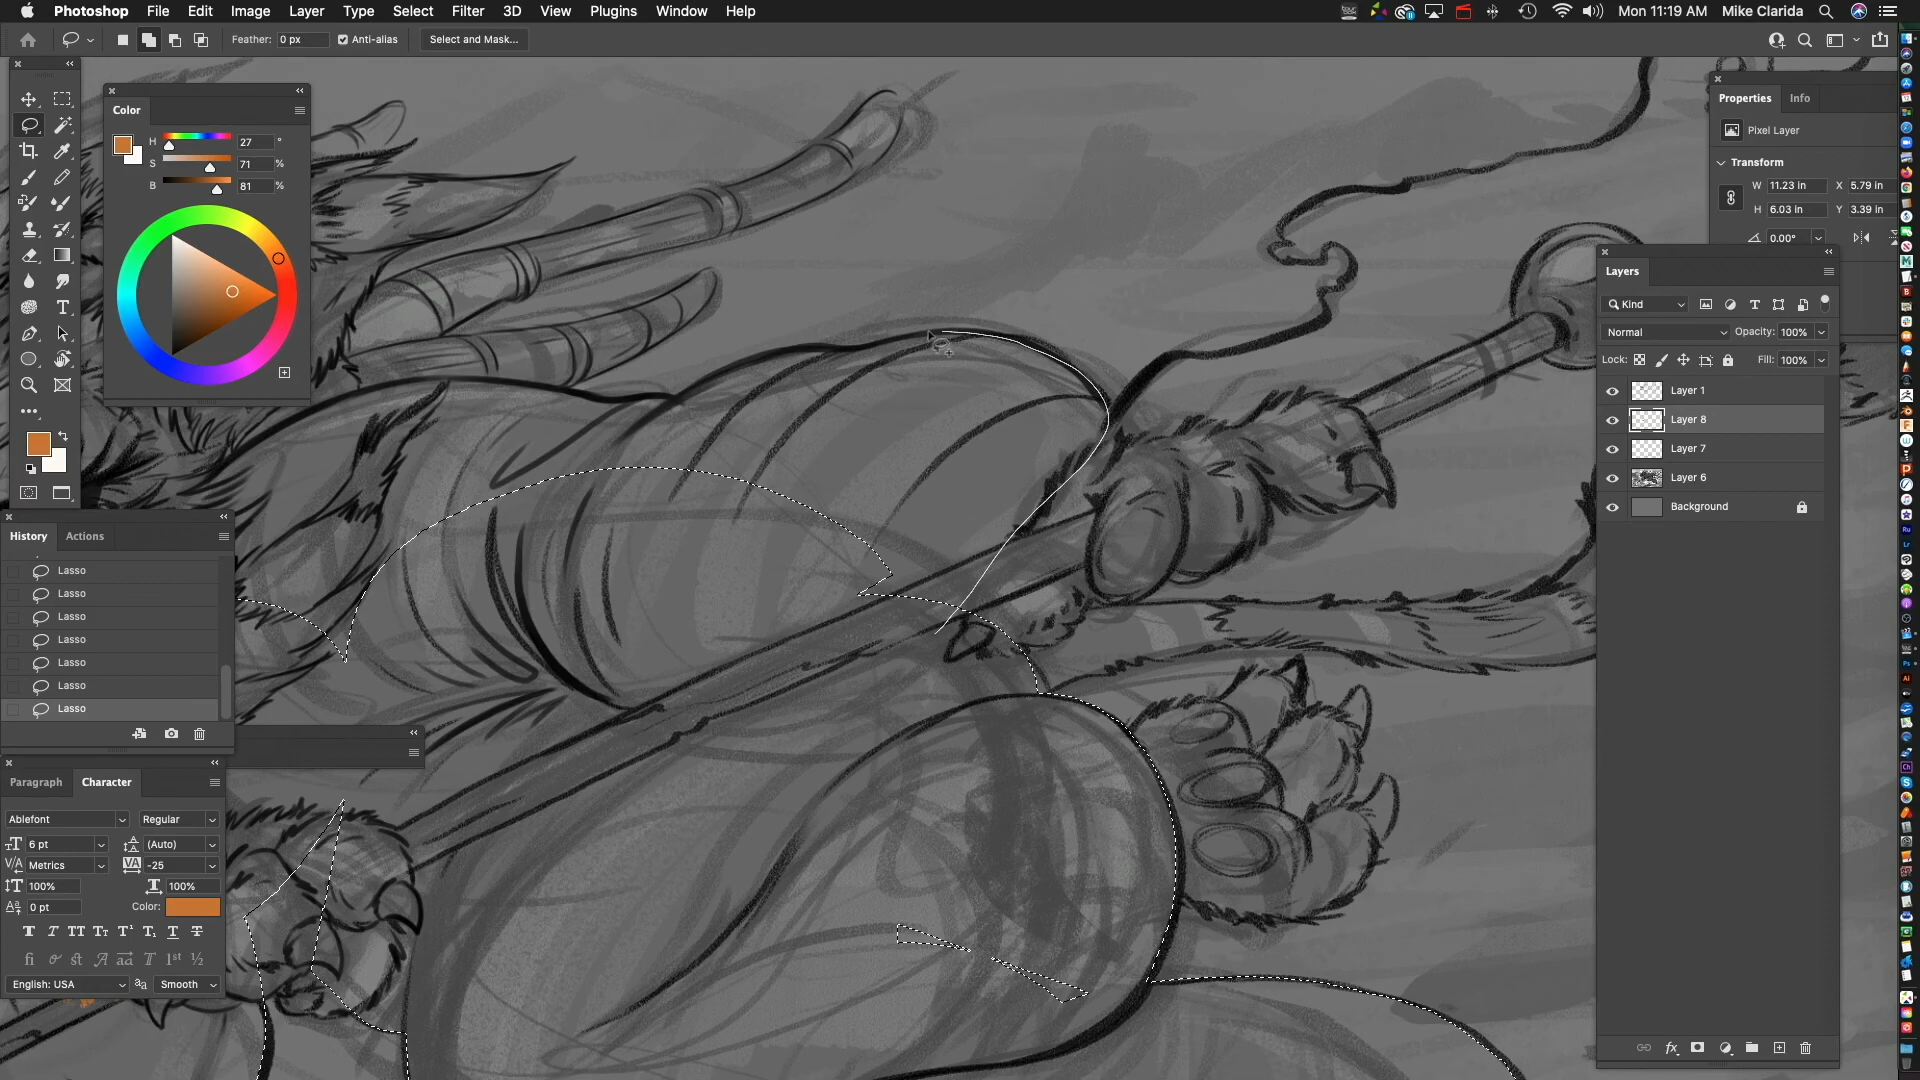 Photoshop File Edit Image Layer Type Select Filter 3D View Plugins Window Help
Mon 11:19 AM Mike Clarida
Feather: 0 px Anti-alias Select and Mask...
Color
H 27 °
S 71 %
B 81 %
History Actions
Lasso
Lasso
Lasso
Lasso
Lasso
Lasso
Lasso
Paragraph Character
Ablefont Regular
6 pt (Auto)
Metrics -25
100% 100%
0 pt Color:
English: USA Smooth
Properties Info
Pixel Layer
Transform
W 11.23 in X 5.79 in
H 6.03 in Y 3.39 in
0.00°
Layers
Kind
Normal Opacity: 100%
Lock: Fill: 100%
Layer 1
Layer 8
Layer 7
Layer 6
Background